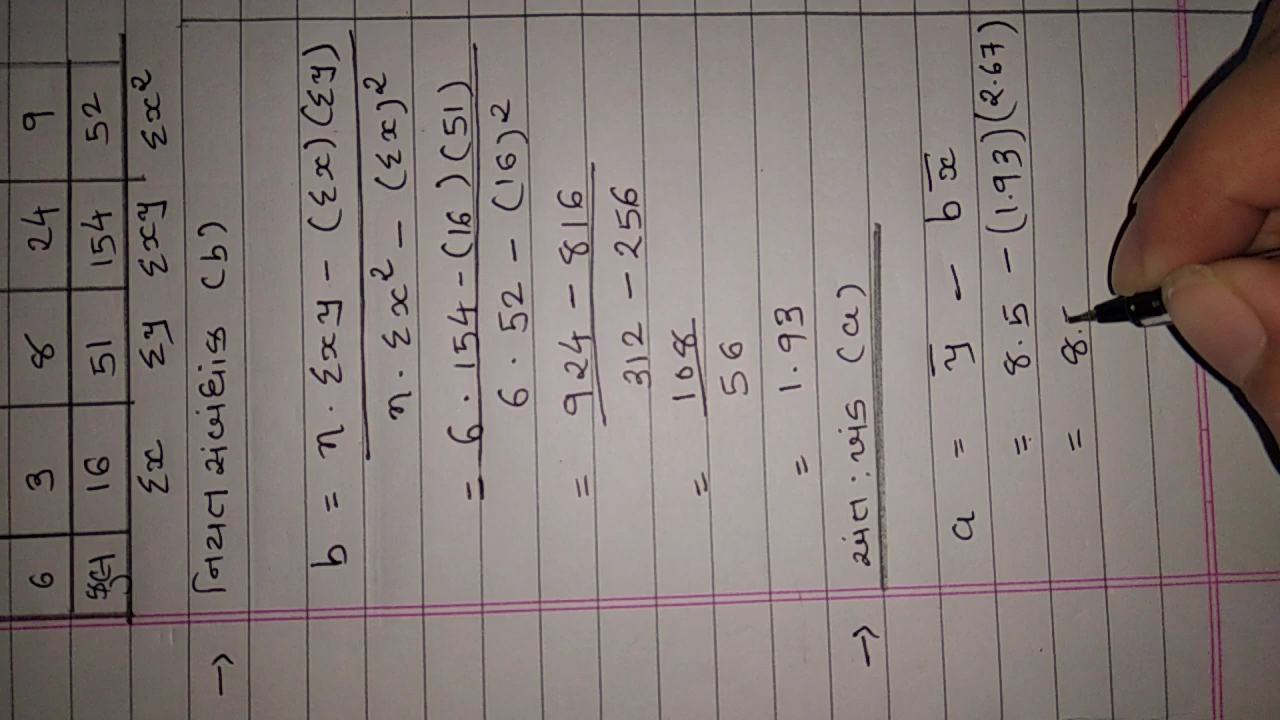 6 3 8 24 9
કુલ 16 51 154 52
Σx Σy Σxy Σx²
→ નિયત સંબંધાંક (b)
b = n · Σxy - (Σx)(Σy)
n · Σx² - (Σx)²
= 6 · 154 - (16)(51)
6 · 52 - (16)²
= 924 - 816
312 - 256
= 108
56
= 1.93
→ અંત: ખંડ (a)
a = y̅ - bx̅
= 8.5 - (1.93)(2.67)
= 8.